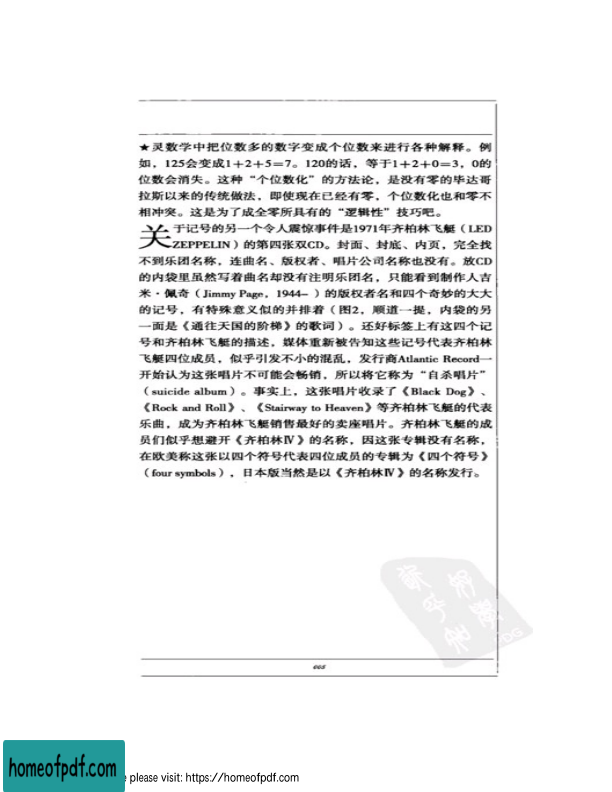 ★灵数学中把位数多的数字变成个位数来进行各种解释。例
如，125会变成1＋2＋5＝7。120的话，等于1＋2＋0＝3，0的
位数会消失。这种“个位数化”的方法论，是没有零的毕达哥
拉斯以来的传统做法，即使现在已经有零，个位数化也和零不
相冲突。这是为了成全零所具有的“逻辑性”技巧吧。
关于记号的另一个令人震惊事件是1971年齐柏林飞艇（LED
ZEPPELIN）的第四张双CD。封面、封底、内页，完全找
不到乐团名称，连曲名、版权者、唱片公司名称也没有。放CD
的内袋里虽然写着曲名却没有注明乐团名，只能看到制作人吉
米·佩奇（Jimmy Page，1944－）的版权者名和四个奇妙的大大
的记号，有特殊意义似的并排着（图2，顺道一提，内袋的另
一面是《通往天国的阶梯》的歌词）。还好标签上有这四个记
号和齐柏林飞艇的描述，媒体重新被告知这些记号代表齐柏林
飞艇四位成员，似乎引发不小的混乱，发行商Atlantic Record一
开始认为这张唱片不可能会畅销，所以将它称为“自杀唱片”
（suicide album）。事实上，这张唱片收录了《Black Dog》、
《Rock and Roll》、《Stairway to Heaven》等齐柏林飞艇的代表
乐曲，成为齐柏林飞艇销售最好的卖座唱片。齐柏林飞艇的成
员们似乎想避开《齐柏林Ⅳ》的名称，因这张专辑没有名称，
在欧美称这张以四个符号代表四位成员的专辑为《四个符号》
（four symbols），日本版当然是以《齐柏林Ⅳ》的名称发行。
665
homeofpdf.com
please visit: https://homeofpdf.com